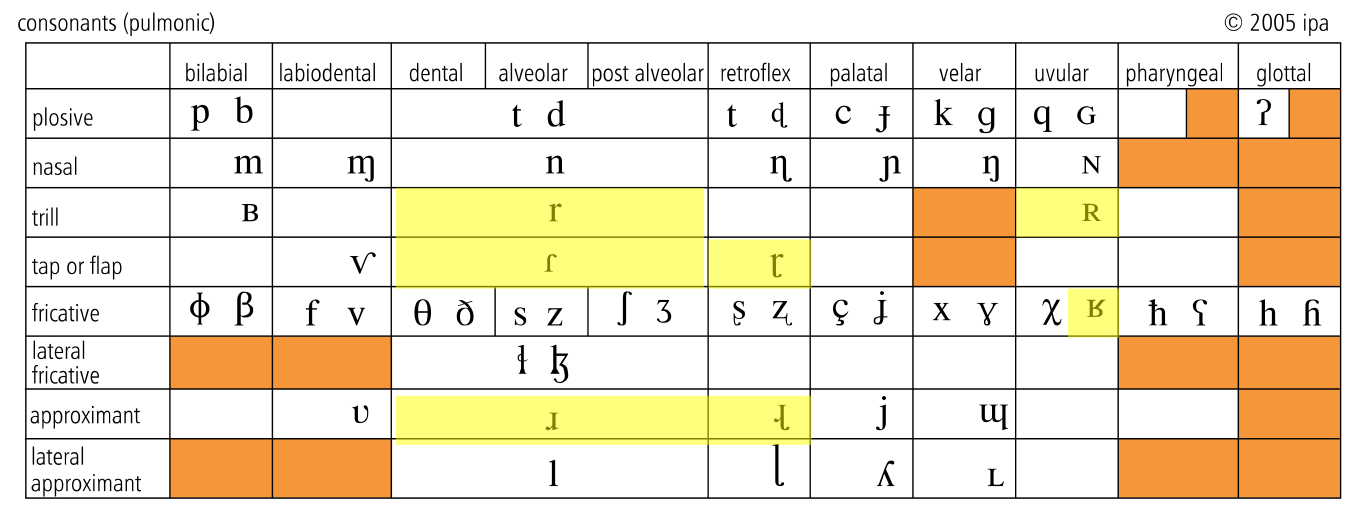 consonants (pulmonic) © 2005 ipa
bilabial labiodental dental alveolar post alveolar retroflex palatal velar uvular pharyngeal glottal
plosive p b t d t ɖ c ɟ k ɡ q ɢ ʔ
nasal m ɱ n ɳ ɲ ŋ ɴ
trill ʙ r ʀ
tap or flap ⱱ ɾ ɽ
fricative ɸ β f v θ ð s z ʃ ʒ ʂ ʐ ç ʝ x ɣ χ ʁ ħ ʕ h ɦ
lateral
fricative ɬ ɮ
approximant ʋ ɹ ɻ j ɰ
lateral
approximant l ɭ ʎ ʟ